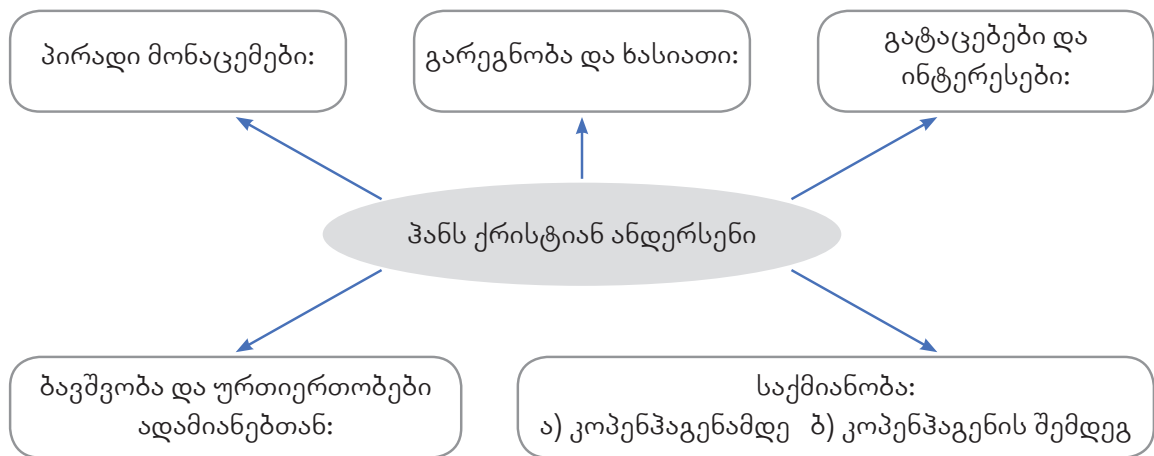 პირადი მონაცემები:
გარეგნობა და ხასიათი:
გატაცებები და
ინტერესები:
ჰანს ქრისტიან ანდერსენი
ბავშვობა და ურთიერთობები
ადამიანებთან:
საქმიანობა:
ა) კოპენჰაგენამდე ბ) კოპენჰაგენის შემდეგ